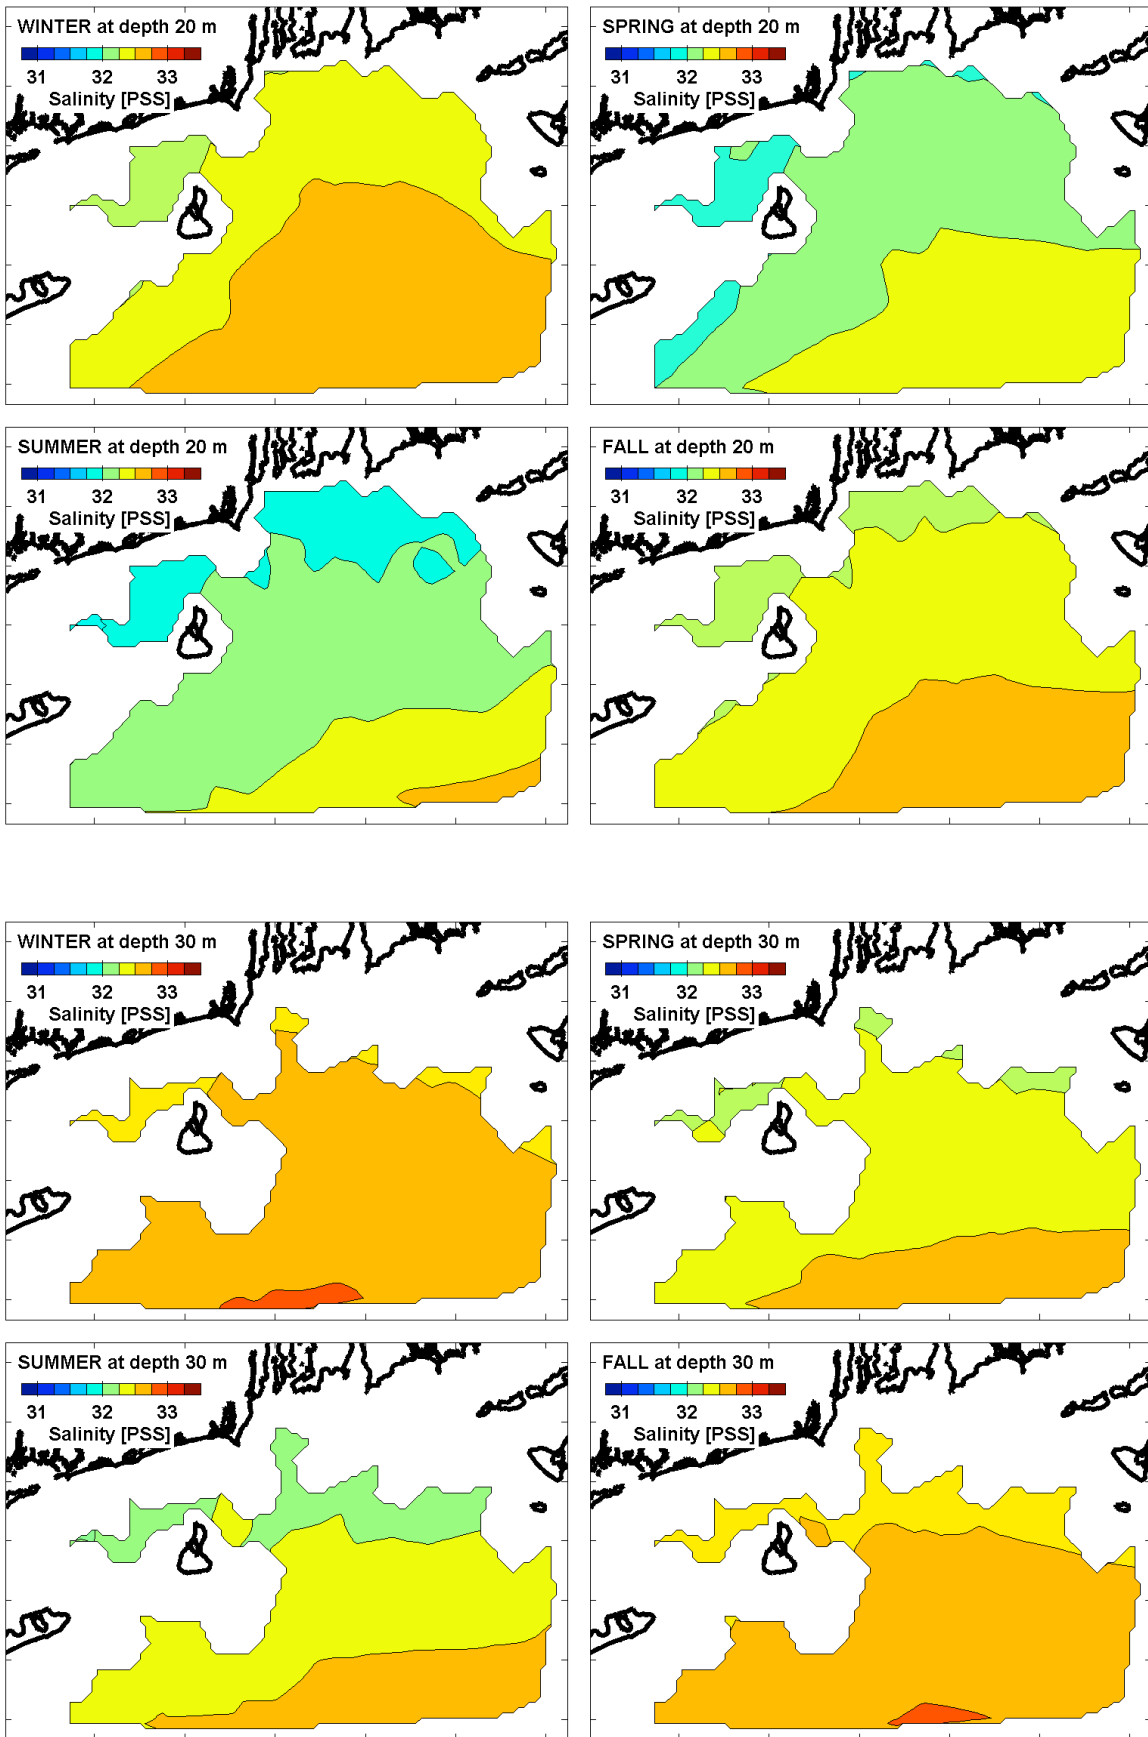 WINTER at depth 20 m
31 32 33
Salinity [PSS]
SPRING at depth 20 m
31 32 33
Salinity [PSS]
SUMMER at depth 20 m
31 32 33
Salinity [PSS]
FALL at depth 20 m
31 32 33
Salinity [PSS]
WINTER at depth 30 m
31 32 33
Salinity [PSS]
SPRING at depth 30 m
31 32 33
Salinity [PSS]
SUMMER at depth 30 m
31 32 33
Salinity [PSS]
FALL at depth 30 m
31 32 33
Salinity [PSS]